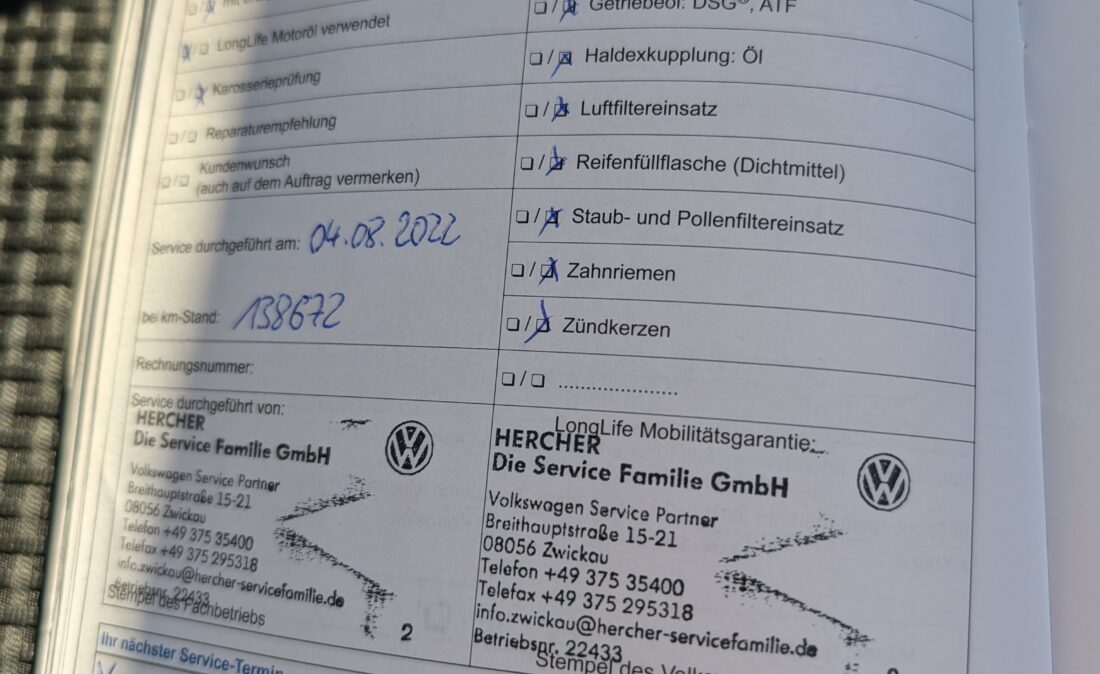 LongLife Motoröl verwendet
Karosserieprüfung
Reparaturempfehlung
Kundenwunsch
(auch auf dem Auftrag vermerken)
Service durchgeführt am: 04.08.2022
bei km-Stand: 138672
Rechnungsnummer:
Service durchgeführt von:
HERCHER
Die Service Familie GmbH
Volkswagen Service Partner
Breithauptstraße 15-21
08056 Zwickau
Telefon +49 375 35400
Telefax +49 375 295318
info.zwickau@hercher-servicefamilie.de
Betriebsnr. 22433
Stempel des Fachbetriebs
2
Ihr nächster Service-Termin
Getriebeöl: DSG®, ATF
Haldexkupplung: Öl
Luftfiltereinsatz
Reifenfüllflasche (Dichtmittel)
Staub- und Pollenfiltereinsatz
Zahnriemen
Zündkerzen
.....................
LongLife Mobilitätsgarantie:
HERCHER
Die Service Familie GmbH
Volkswagen Service Partner
Breithauptstraße 15-21
08056 Zwickau
Telefon +49 375 35400
Telefax +49 375 295318
info.zwickau@hercher-servicefamilie.de
Betriebsnr. 22433
Stempel des